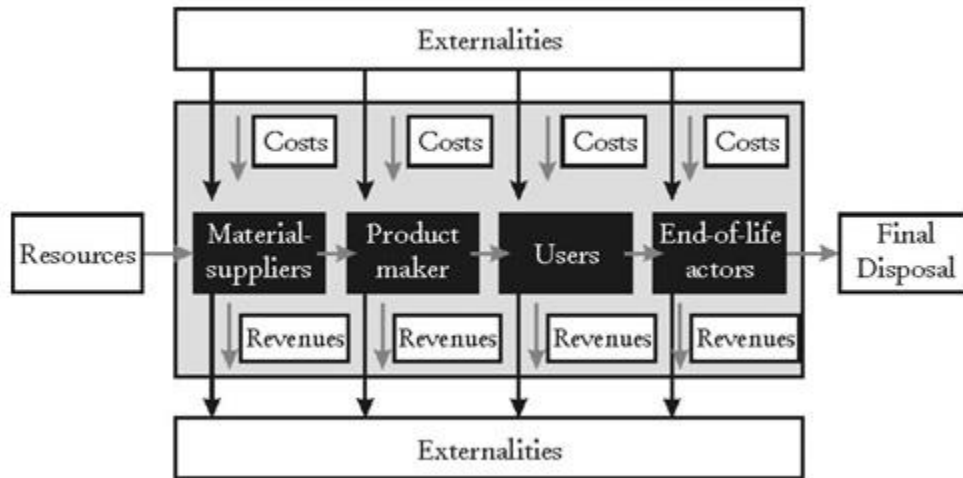 Externalities
Costs
Costs
Costs
Costs
Resources
Material-
suppliers
Product
maker
Users
End-of-life
actors
Final
Disposal
Revenues
Revenues
Revenues
Revenues
Externalities